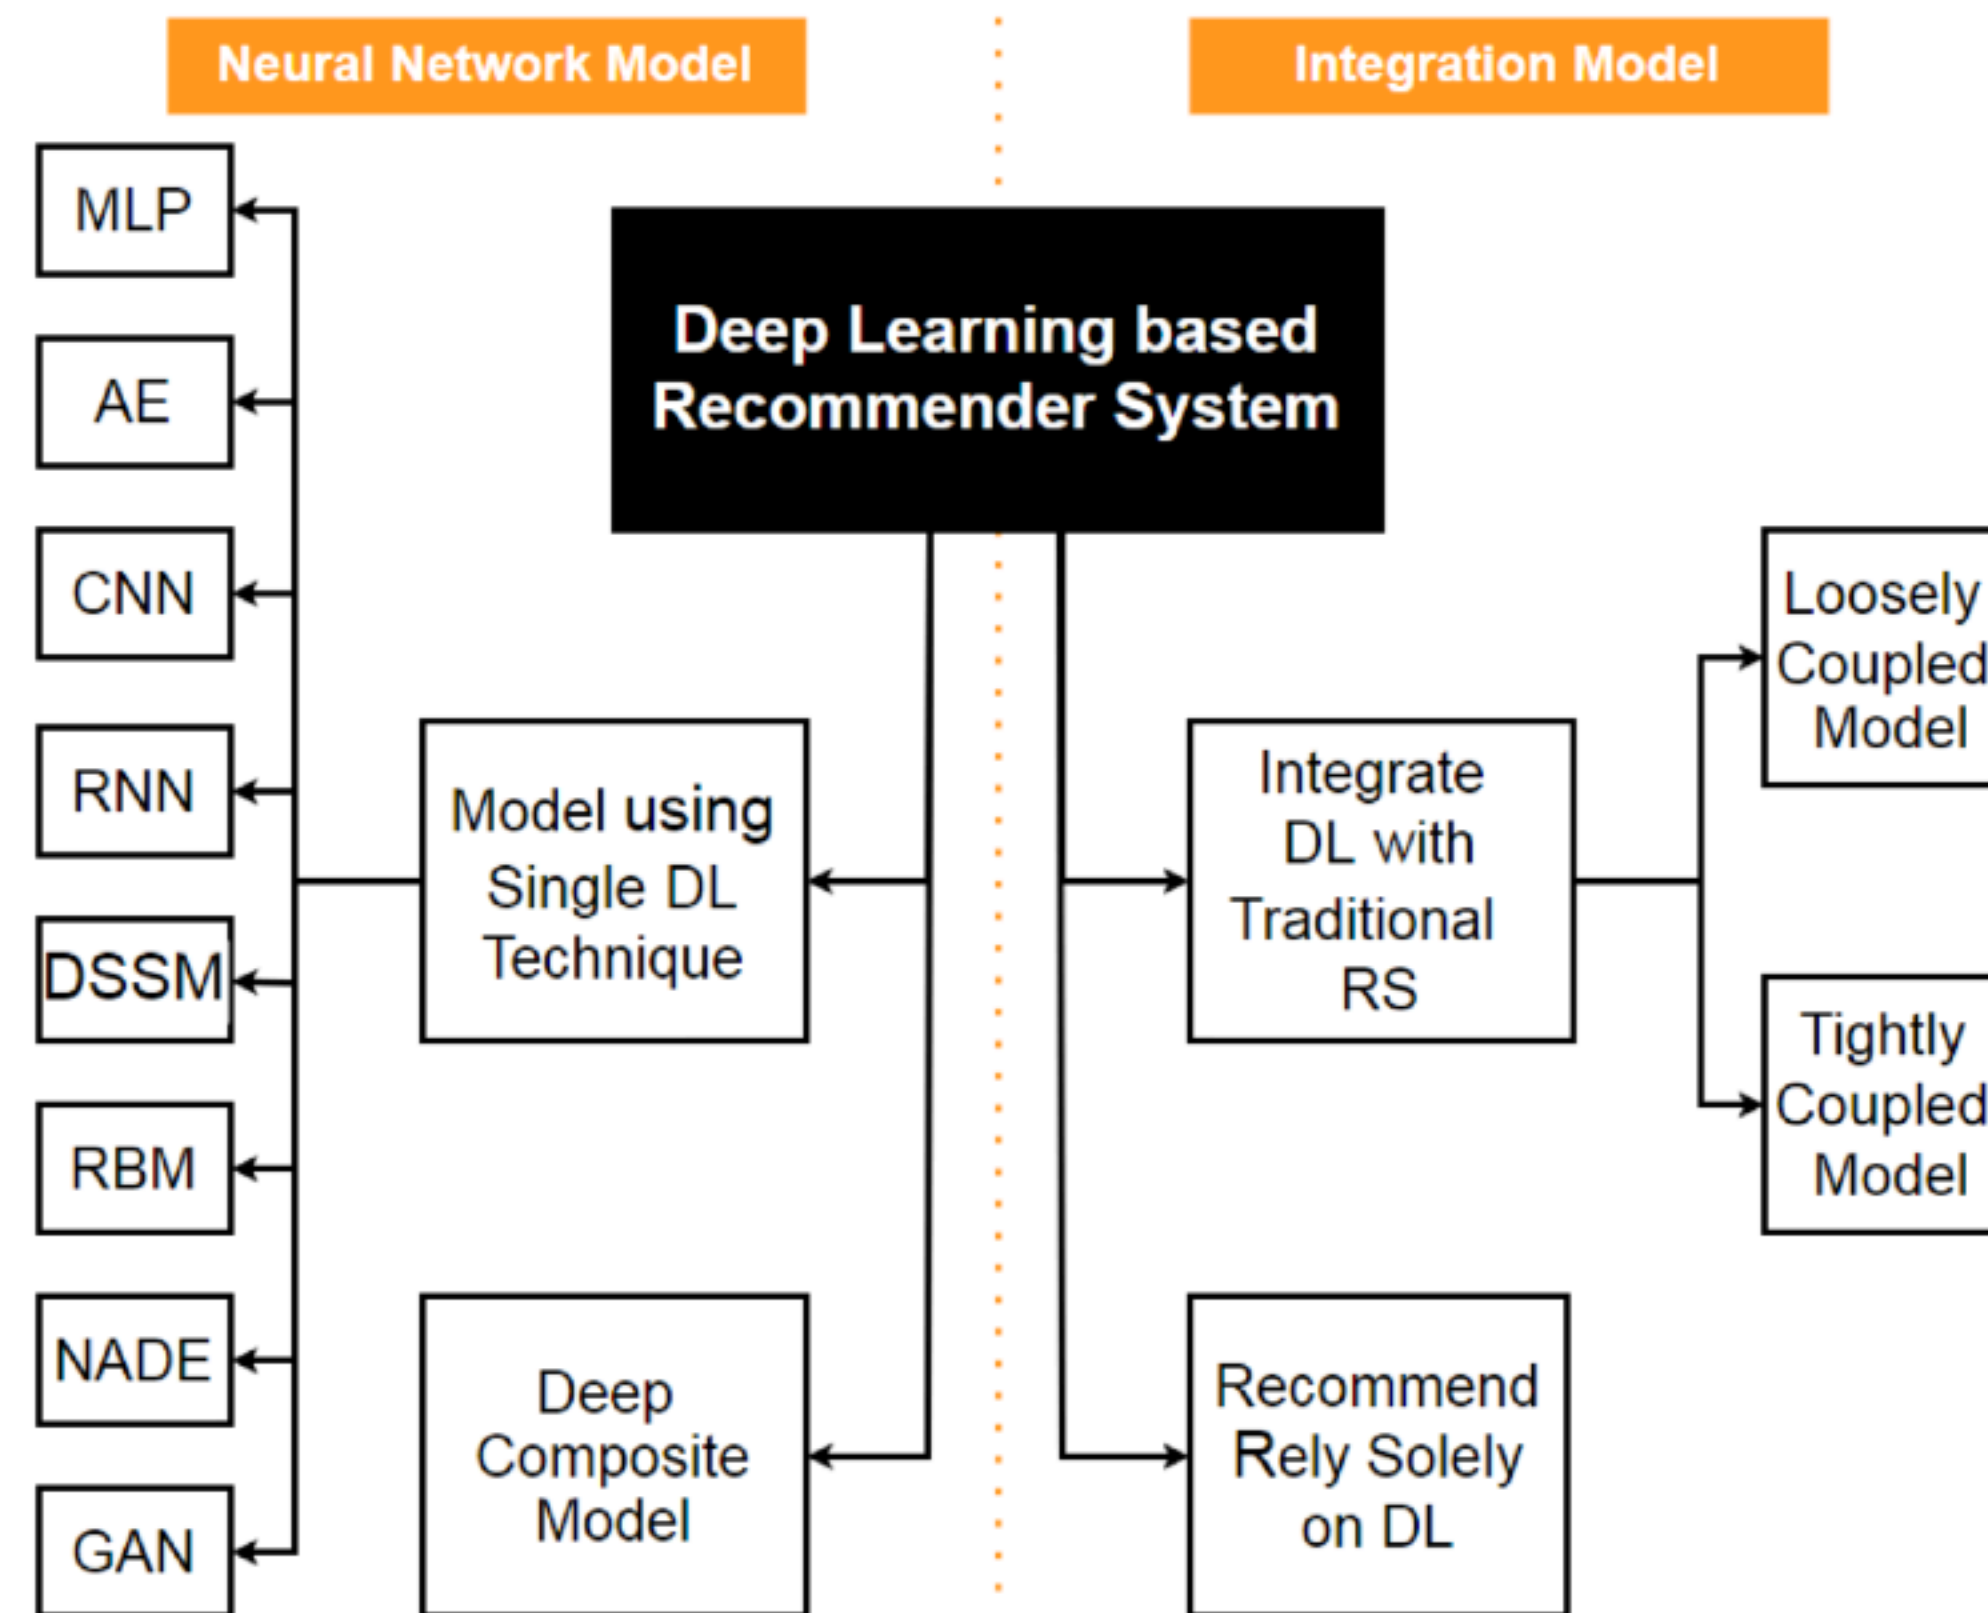 Neural Network Model
Integration Model
Deep Learning based
Recommender System
MLP
AE
CNN
RNN
DSSM
RBM
NADE
GAN
Model using
Single DL
Technique
Deep
Composite
Model
Integrate
DL with
Traditional
RS
Recommend
Rely Solely
on DL
Loosely
Coupled
Model
Tightly
Coupled
Model